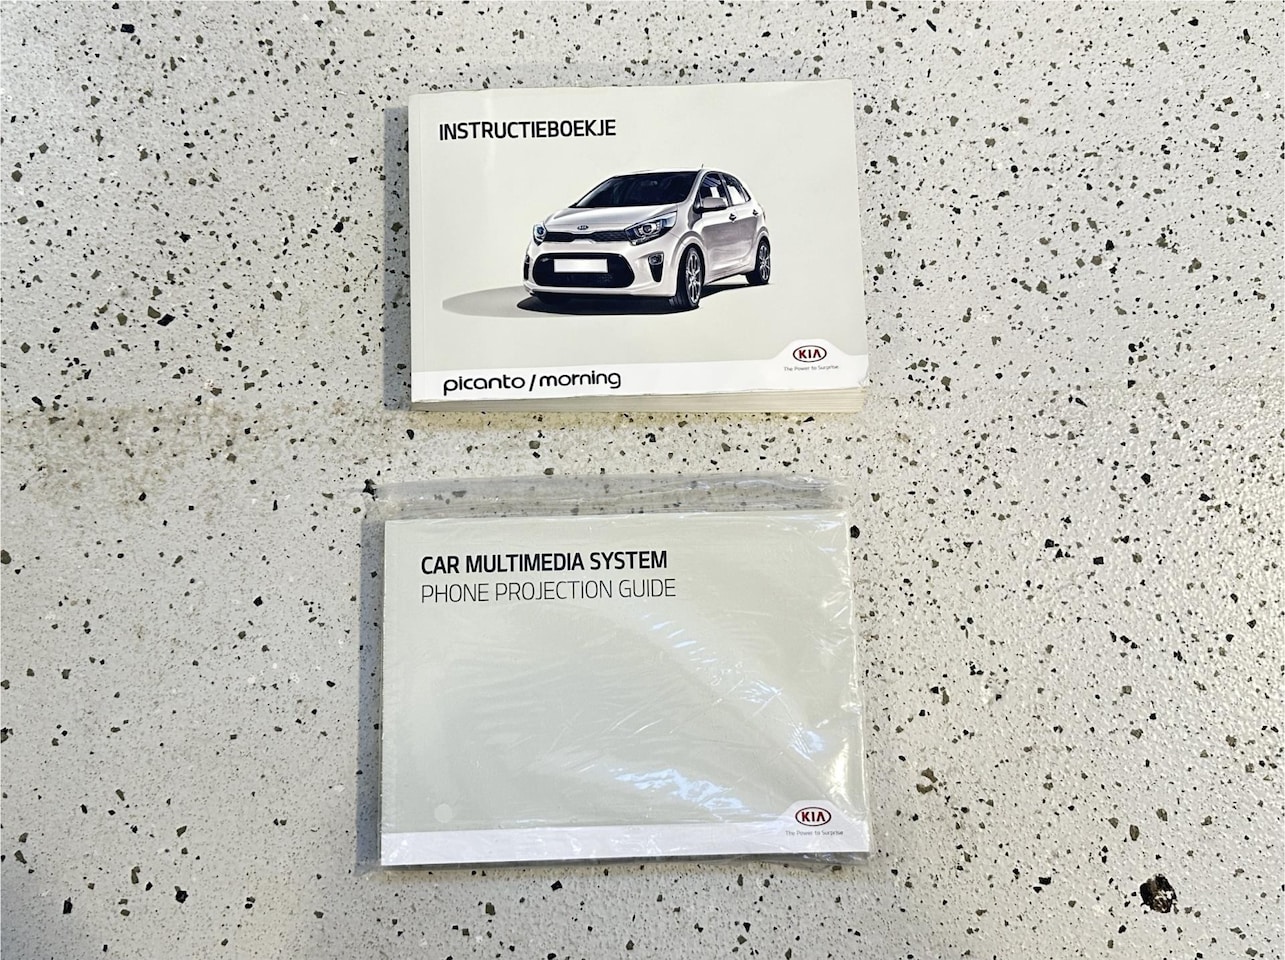 INSTRUCTIEBOEKJE
KIA
KIA
The Power to Surprise
picanto/morning
CAR MULTIMEDIA SYSTEM
PHONE PROJECTION GUIDE
KIA
The Power to Surprise